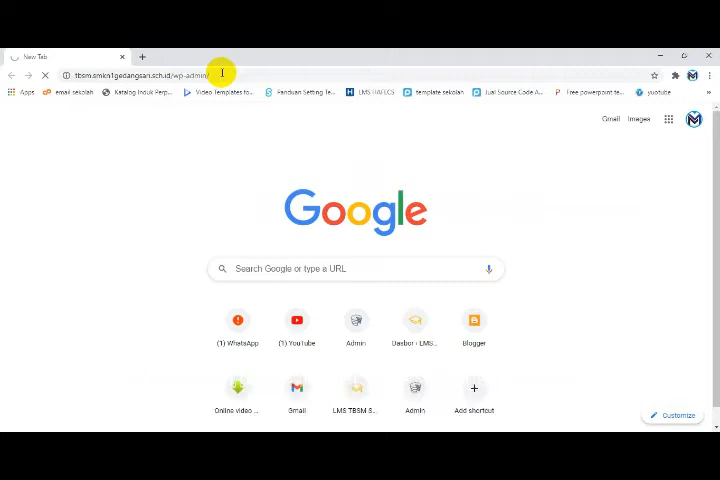 New Tab
tbsm.smkn1gedangsari.sch.id/wp-admin/
Apps email sekolah Katalog Induk Perp... Video Templates fo... Panduan Setting Te... LMS HAFECS template sekolah Jual Source Code A... Free powerpoint te... yuotube »
Gmail Images
Google
Search Google or type a URL
(1) WhatsApp (1) YouTube Admin Dasbor ‹ LMS... Blogger
Online video ... Gmail LMS TBSM S... Admin Add shortcut
Customize